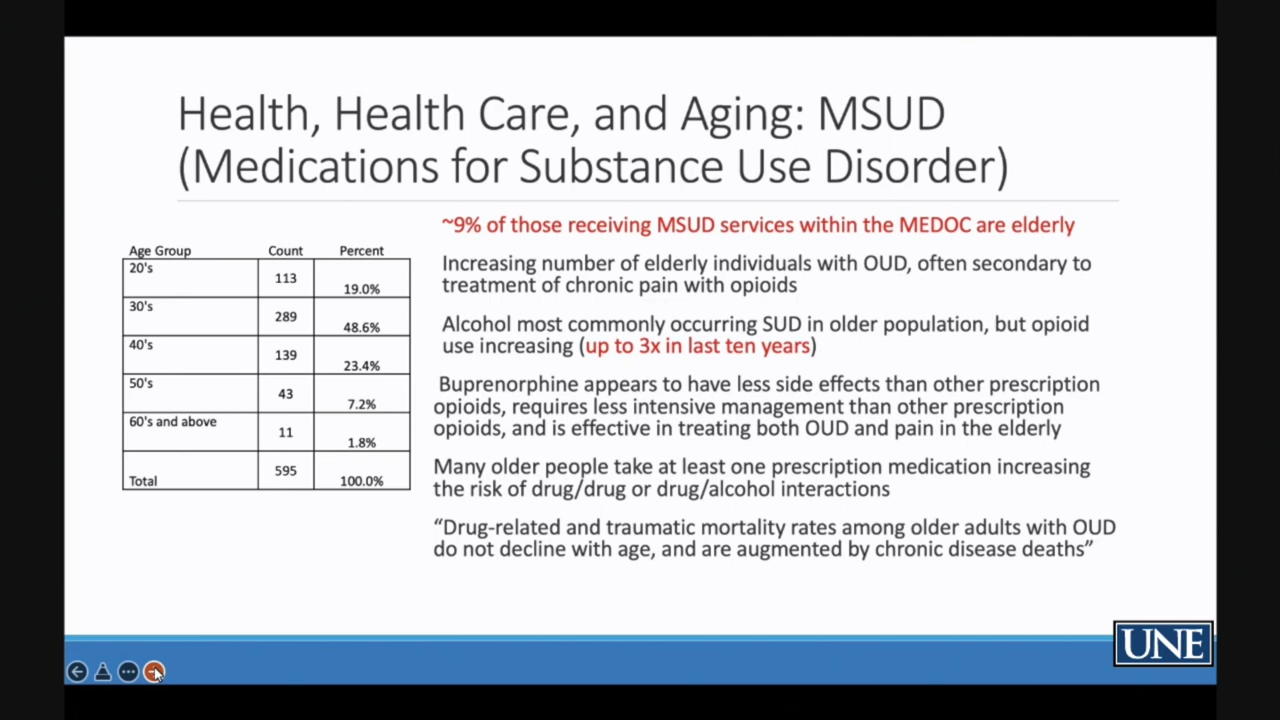 Health, Health Care, and Aging: MSUD
(Medications for Substance Use Disorder)
Age Group Count Percent
20's 113 19.0%
30's 289 48.6%
40's 139 23.4%
50's 43 7.2%
60's and above 11 1.8%
Total 595 100.0%
~9% of those receiving MSUD services within the MEDOC are elderly
Increasing number of elderly individuals with OUD, often secondary to
treatment of chronic pain with opioids
Alcohol most commonly occurring SUD in older population, but opioid
use increasing (up to 3x in last ten years)
Buprenorphine appears to have less side effects than other prescription
opioids, requires less intensive management than other prescription
opioids, and is effective in treating both OUD and pain in the elderly
Many older people take at least one prescription medication increasing
the risk of drug/drug or drug/alcohol interactions
“Drug-related and traumatic mortality rates among older adults with OUD
do not decline with age, and are augmented by chronic disease deaths”
UNE